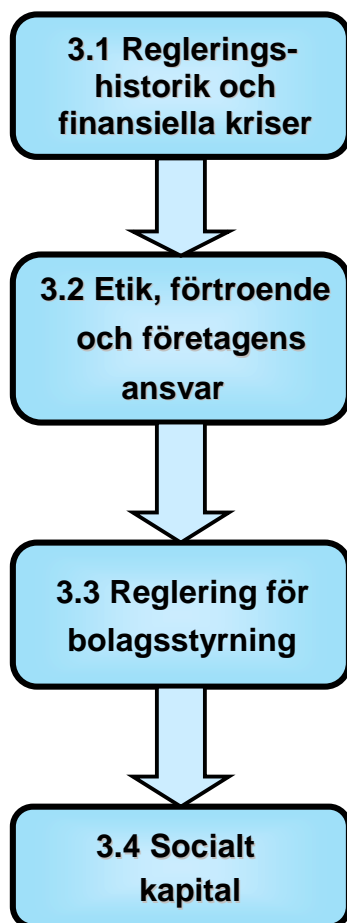 3.1 Reglerings-
historik och
finansiella kriser
3.2 Etik, förtroende
och företagens
ansvar
3.3 Reglering för
bolagsstyrning
3.4 Socialt
kapital